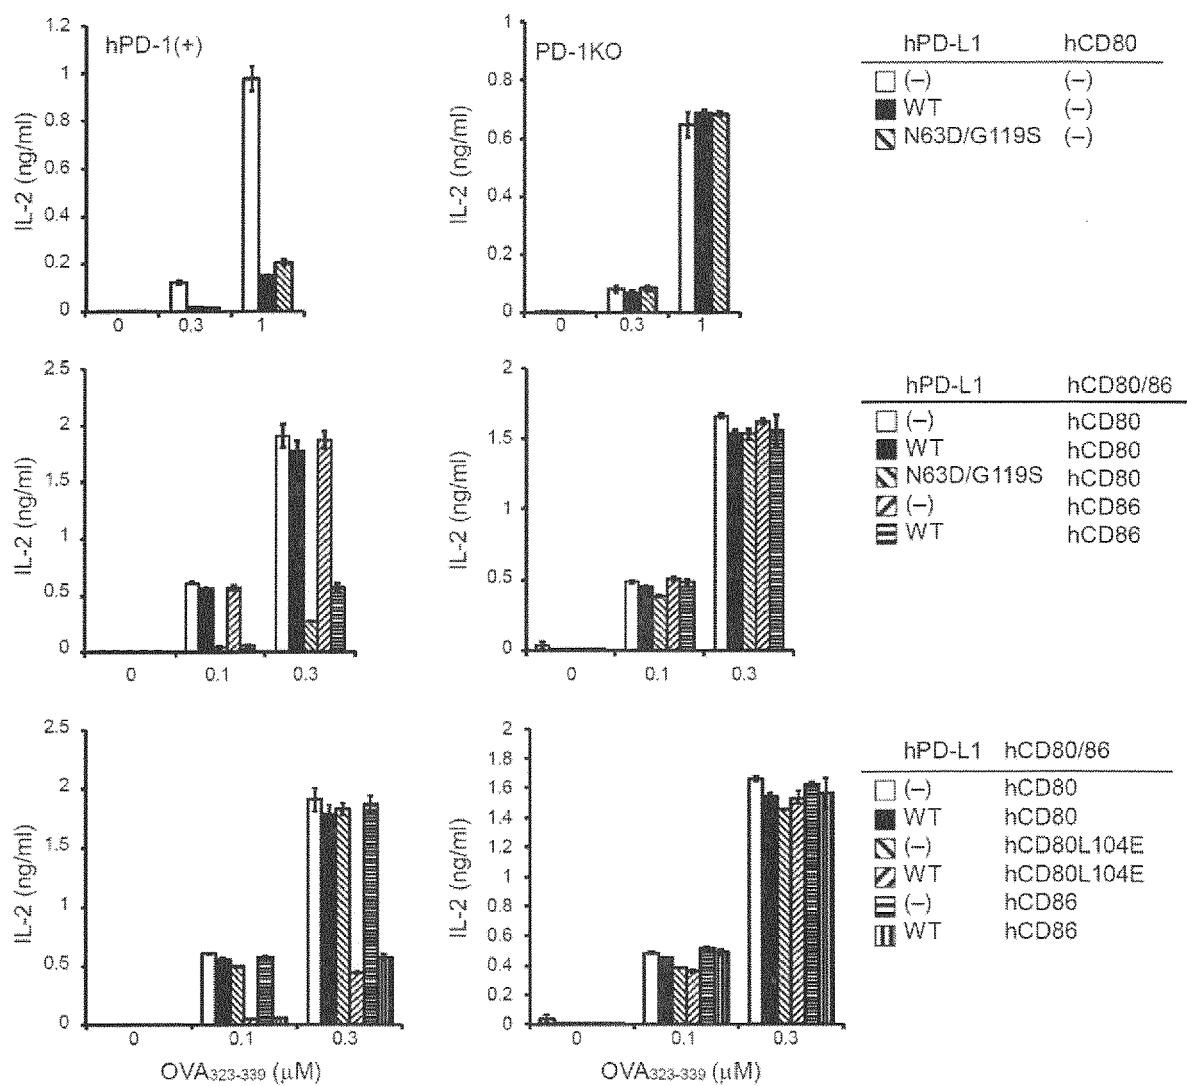 hPD-1(+)
IL-2 (ng/ml)
1.2
1
0.8
0.6
0.4
0.2
0
0 0.3 1
PD-1KO
IL-2 (ng/ml)
1
0.8
0.6
0.4
0.2
0
0 0.3 1
hPD-L1 hCD80
(–) (–)
WT (–)
N63D/G119S (–)
IL-2 (ng/ml)
2.5
2
1.5
1
0.5
0
0 0.1 0.3
IL-2 (ng/ml)
2
1.5
1
0.5
0
0 0.1 0.3
hPD-L1 hCD80/86
(–) hCD80
WT hCD80
N63D/G119S hCD80
(–) hCD86
WT hCD86
IL-2 (ng/ml)
2.5
2
1.5
1
0.5
0
0 0.1 0.3
OVA323-339 (μM)
IL-2 (ng/ml)
2
1.8
1.6
1.4
1.2
1
0.8
0.6
0.4
0.2
0
0 0.1 0.3
OVA323-339 (μM)
hPD-L1 hCD80/86
(–) hCD80
WT hCD80
(–) hCD80L104E
WT hCD80L104E
(–) hCD86
WT hCD86